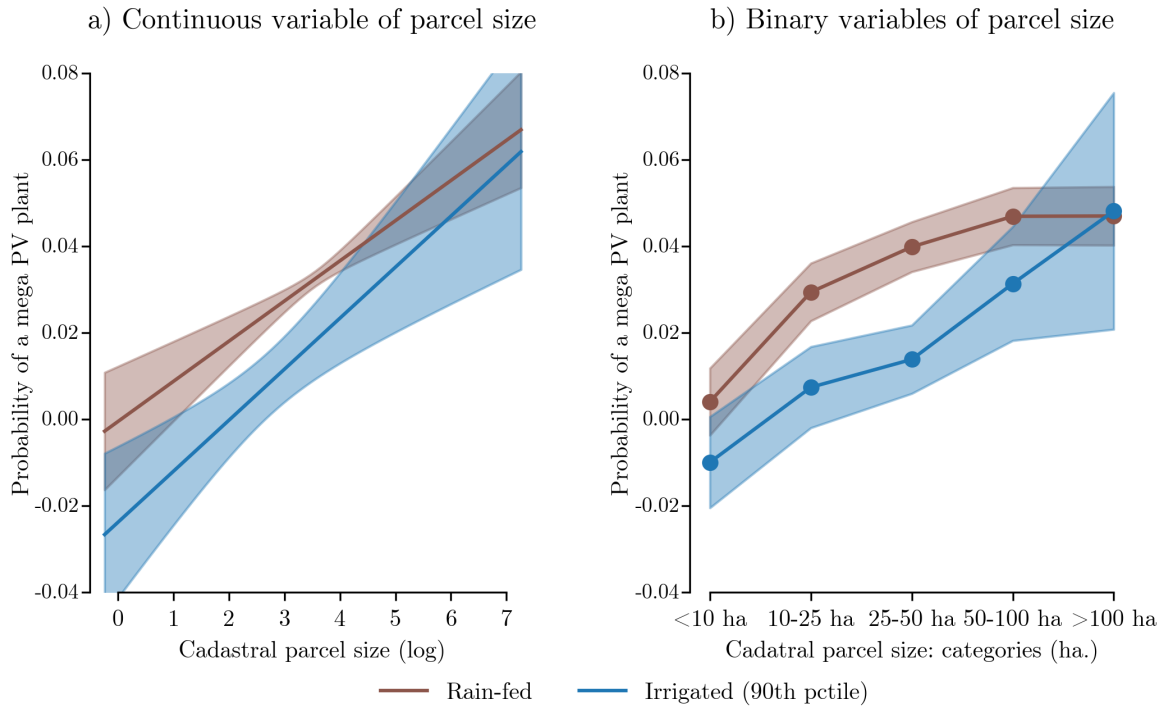 a) Continuous variable of parcel size
0.08
0.06
0.04
0.02
0.00
-0.02
-0.04
Probability of a mega PV plant
0 1 2 3 4 5 6 7
Cadastral parcel size (log)
b) Binary variables of parcel size
0.08
0.06
0.04
0.02
0.00
-0.02
-0.04
Probability of a mega PV plant
<10 ha 10-25 ha 25-50 ha 50-100 ha >100 ha
Cadatral parcel size: categories (ha.)
Rain-fed Irrigated (90th pctile)